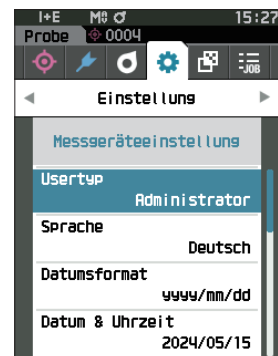 I+E M0 15:27
Probe 0004
-JOB
Einstellung
Messgeräteeinstellung
Usertyp
Administrator
Sprache
Deutsch
Datumsformat
yyyy/mm/dd
Datum & Uhrzeit
2024/05/15